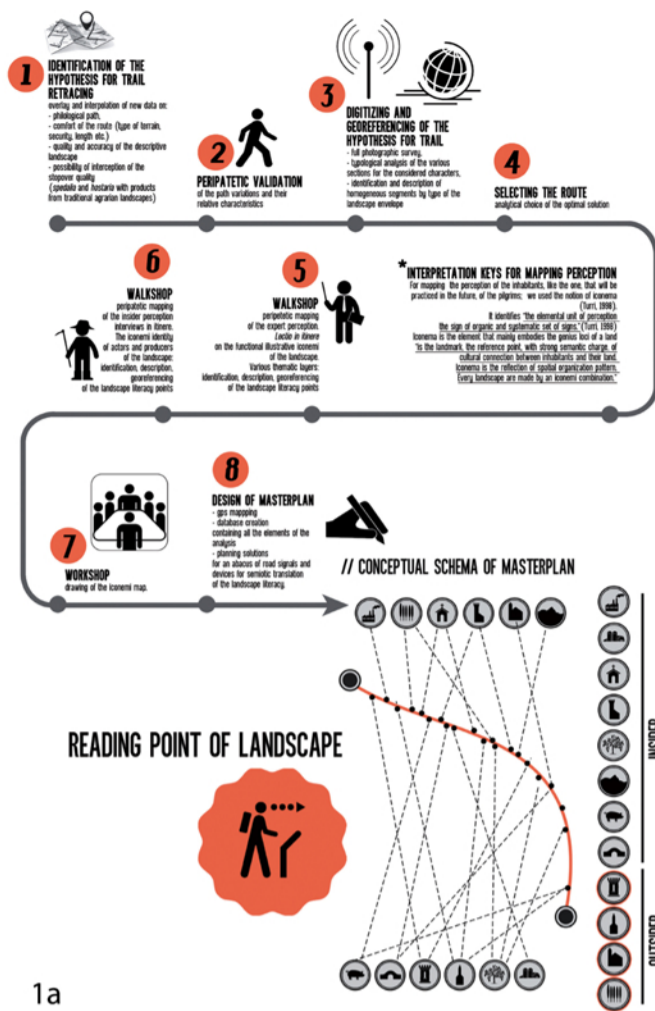 1
IDENTIFICATION OF THE
HYPOTHESIS FOR TRAIL
RETRACING
overlay and interpolation of new data on:
- philological path,
- comfort of the route (type of terrain,
security, length etc.)
- quality and accuracy of the descriptive
landscape
- possibility of interception of the
stopover quality
(spedale and hostarie with products
from traditional agrarian landscapes)
2
PERIPATETIC VALIDATION
of the path variations and their
relative characteristics
3
DIGITIZING AND
GEOREFERENCING OF THE
HYPOTHESIS FOR TRAIL
- full photographic survey,
- typological analysis of the various
sections for the considered characters,
- identification and description of
homogeneous segments by type of the
landscape envelope
4
SELECTING THE ROUTE
analytical choice of the optimal solution
6
WALKSHOP
peripatetic mapping
of the insider perception
interviews in itinere.
The iconemi identity
of actors and producers
of the landscape:
identification, description,
georeferencing
of the landscape literacy points
5
WALKSHOP
peripetetic mapping
of the expert perception.
Lectio in itinere
on the functional illustrative iconemi
of the landscape.
Various thematic layers:
identification, description, georeferencing
of the landscape literacy points
*INTERPRETATION KEYS FOR MAPPING PERCEPTION
For mapping the perception of the inhabitants, like the one, that will be
practiced in the future, of the pilgrims; we used the notion of iconema
(Turri, 1998).
It identifies "the elemental unit of perception
the sign of organic and systematic set of signs." (Turri, 1998)
Iconema is the element that mainly embodies the genius loci of a land
"is the landmark, the reference point, with strong semantic charge, of
cultural connection between inhabitants and their land.
Iconema is the reflection of spatial organization pattern.
Every landscape are made by an iconemi combination."
7
WORKSHOP
drawing of the iconemi map.
8
DESIGN OF MASTERPLAN
- gps mappping
- database creation
containing all the elements of the
analysis
- planning solutions
for an abacus of road signals and
devices for semiotic translation
of the landscape literacy.
// CONCEPTUAL SCHEMA OF MASTERPLAN
READING POINT OF LANDSCAPE
INSIDER
OUTSIDER
1a